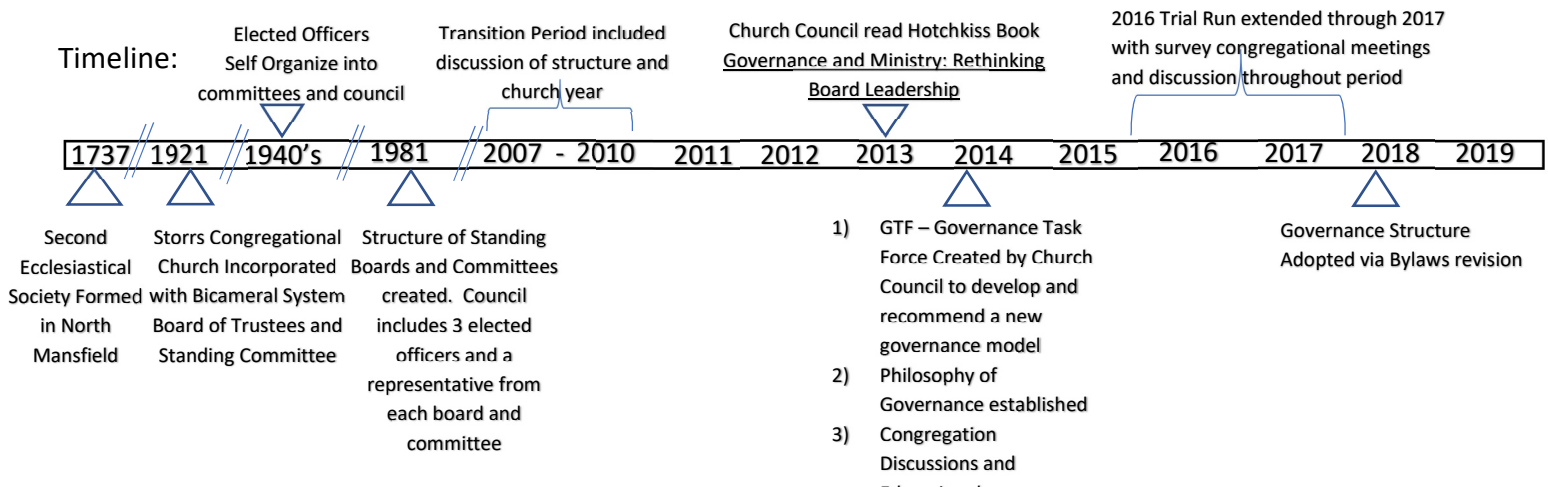 Timeline:
Elected Officers
Self Organize into
committees and council
Transition Period included
discussion of structure and
church year
Church Council read Hotchkiss Book
Governance and Ministry: Rethinking
Board Leadership
2016 Trial Run extended through 2017
with survey congregational meetings
and discussion throughout period
1737 1921 1940's 1981 2007 - 2010 2011 2012 2013 2014 2015 2016 2017 2018 2019
Second
Ecclesiastical
Society Formed
in North
Mansfield
Storrs Congregational
Church Incorporated
with Bicameral System
Board of Trustees and
Standing Committee
Structure of Standing
Boards and Committees
created. Council
includes 3 elected
officers and a
representative from
each board and
committee
1) GTF – Governance Task
Force Created by Church
Council to develop and
recommend a new
governance model
2) Philosophy of
Governance established
3) Congregation
Discussions and
Governance Structure
Adopted via Bylaws revision